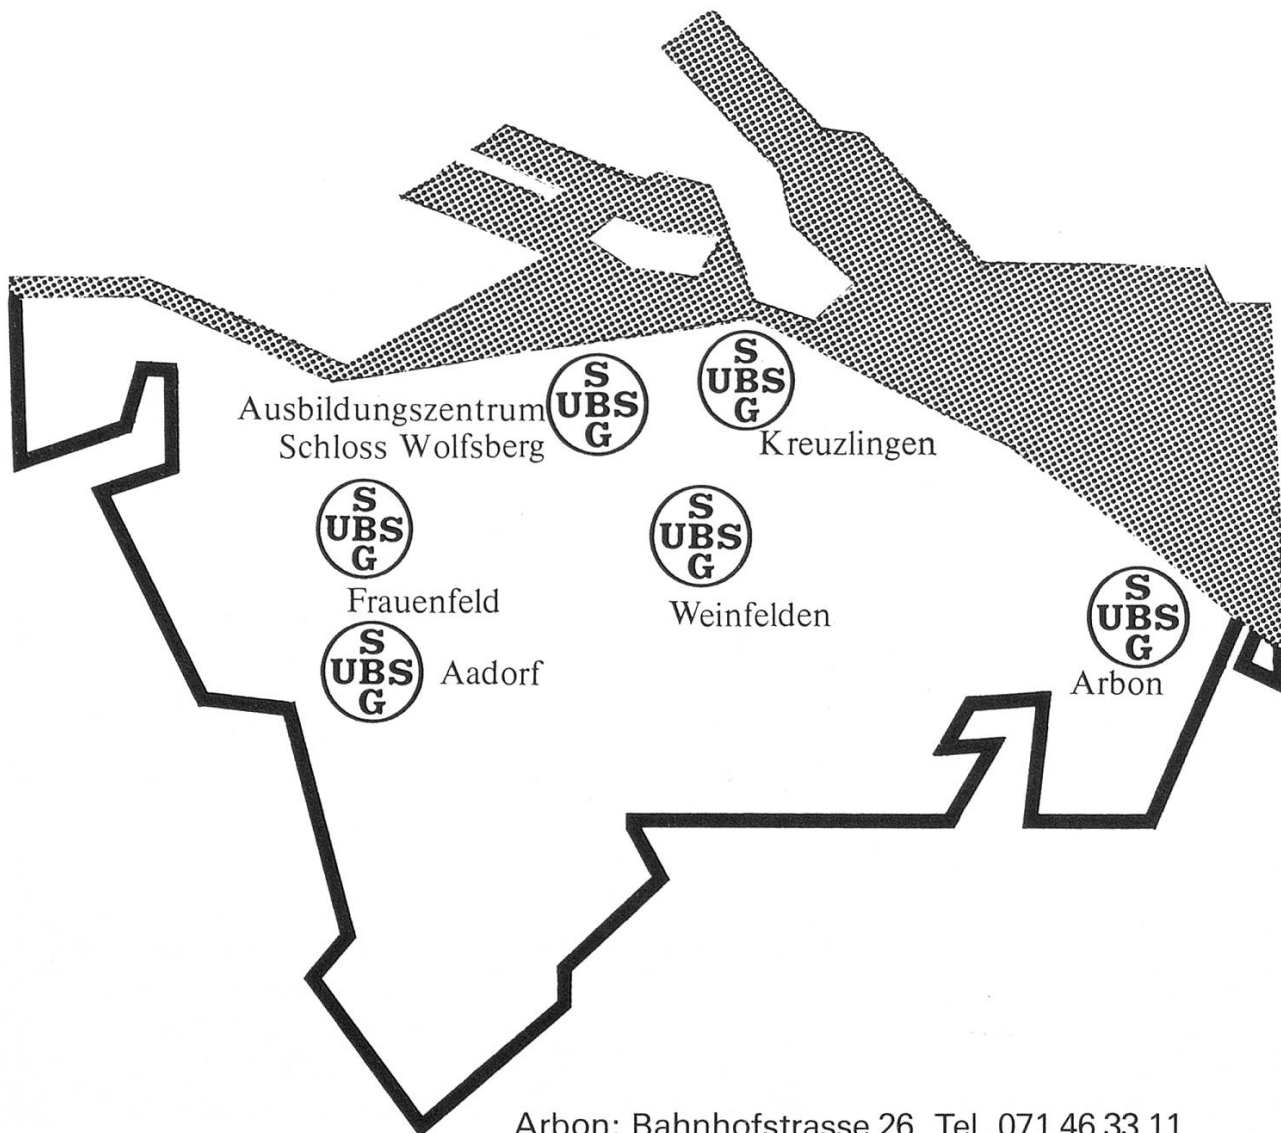 S
UBS
G
Kreuzlingen
S
UBS
G
Ausbildungszentrum
Schloss Wolfsberg
S
UBS
G
Frauenfeld
S
UBS
G
Weinfelden
S
UBS
G
Aadorf
S
UBS
G
Arbon
Arbon: Bahnhofstrasse 26, Tel. 071 46 33 11